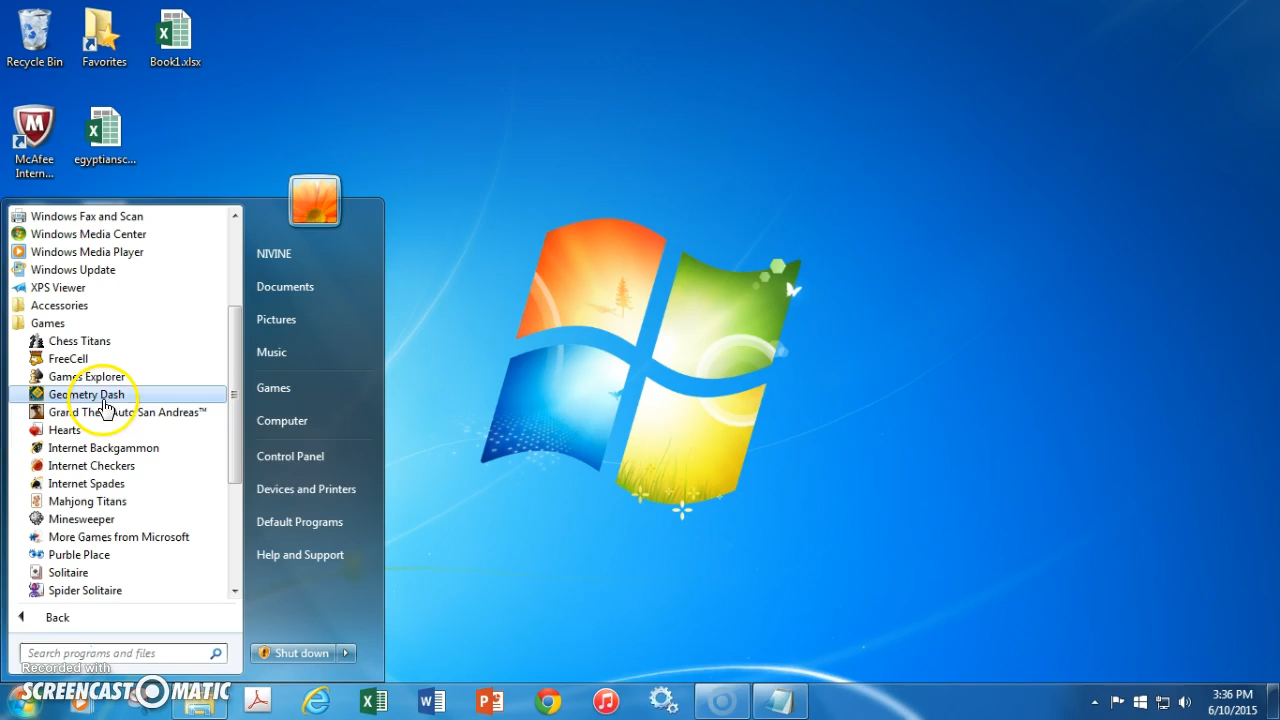 Recycle Bin
Favorites
Book1.xlsx
McAfee
Intern...
egyptiansc...
Windows Fax and Scan
Windows Media Center
Windows Media Player
Windows Update
XPS Viewer
Accessories
Games
Chess Titans
FreeCell
Games Explorer
Geometry Dash
Grand Theft Auto San Andreas™
Hearts
Internet Backgammon
Internet Checkers
Internet Spades
Mahjong Titans
Minesweeper
More Games from Microsoft
Purble Place
Solitaire
Spider Solitaire
Back
Search programs and files
NIVINE
Documents
Pictures
Music
Games
Computer
Control Panel
Devices and Printers
Default Programs
Help and Support
Shut down
Recorded with
SCREENCAST O MATIC
3:36 PM
6/10/2015